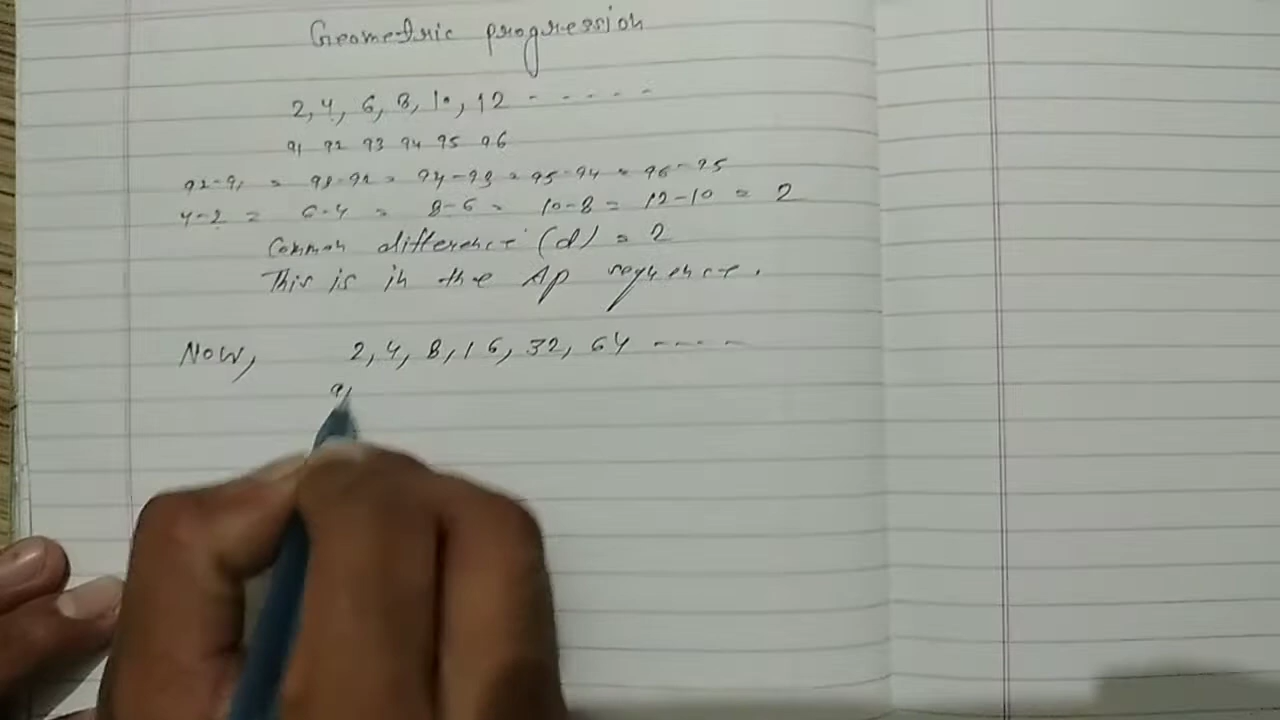 Geometric progression
2, 4, 6, 8, 10, 12 - - - - -
a1 a2 a3 a4 a5 a6
a2-a1 = a3-a2 = a4-a3 = a5-a4 = a6-a5
4-2 = 6-4 = 8-6 = 10-8 = 12-10 = 2
Common difference (d) = 2
This is in the AP sequence.
Now, 2, 4, 8, 16, 32, 64 - - - -
a1